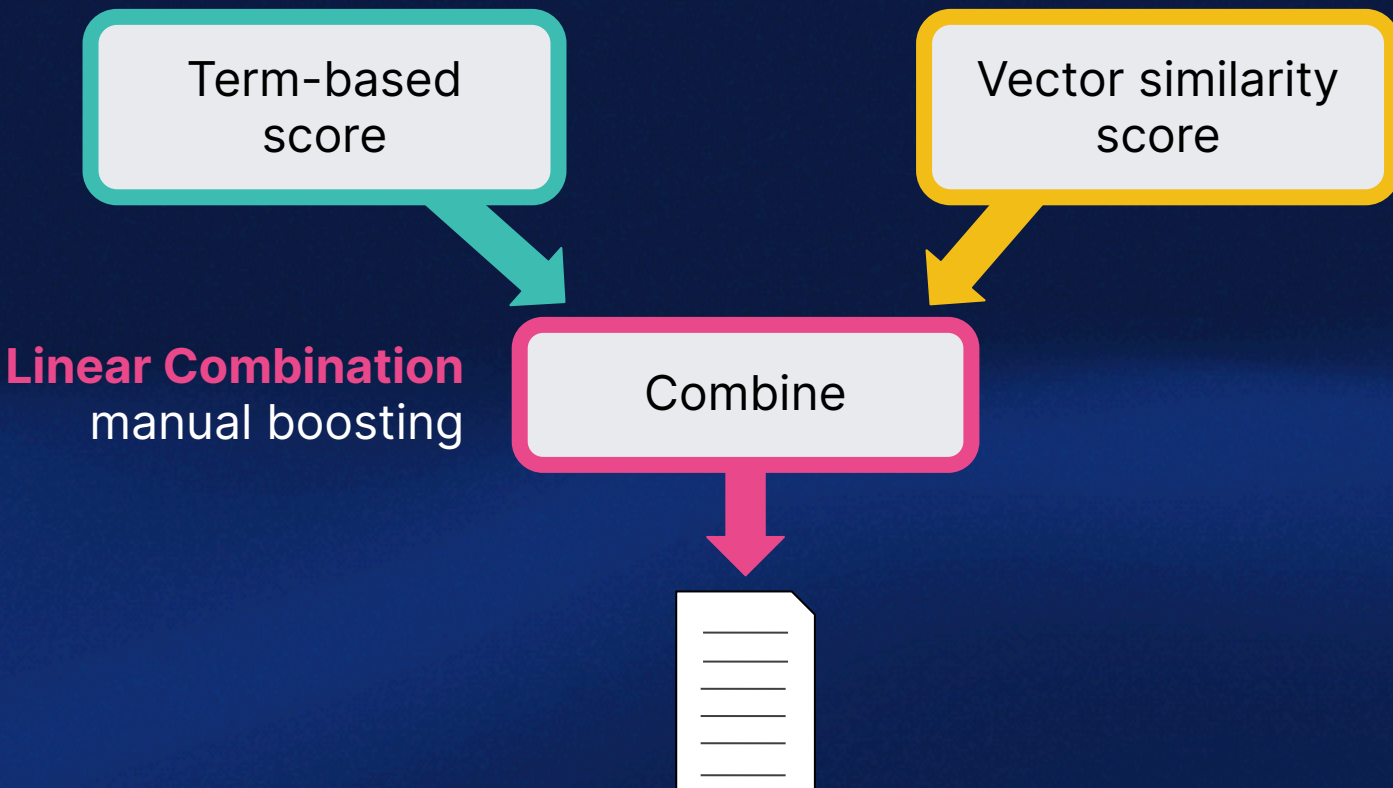 Term-based
score
Vector similarity
score
Linear Combination
manual boosting
Combine